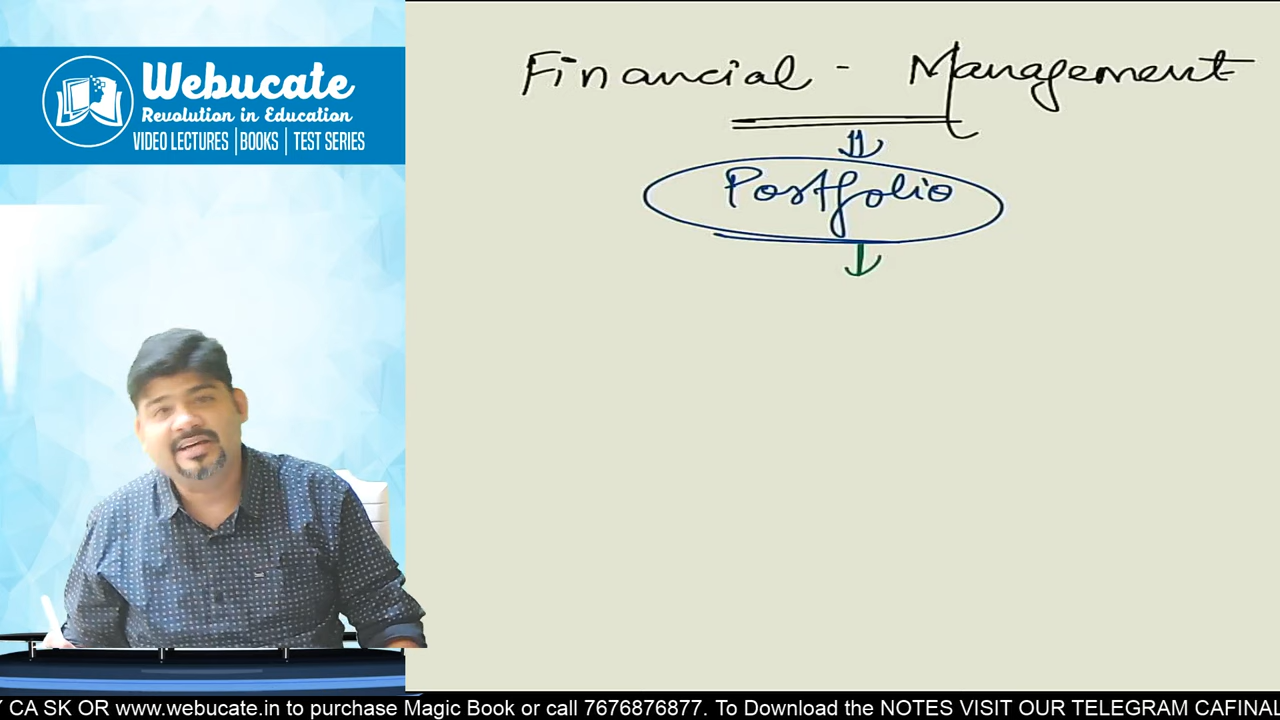 Webucate
Revolution in Education
VIDEO LECTURES | BOOKS | TEST SERIES
Financial - Management
Portfolio
Y CA SK OR www.webucate.in to purchase Magic Book or call 7676876877. To Download the NOTES VISIT OUR TELEGRAM CAFINAL